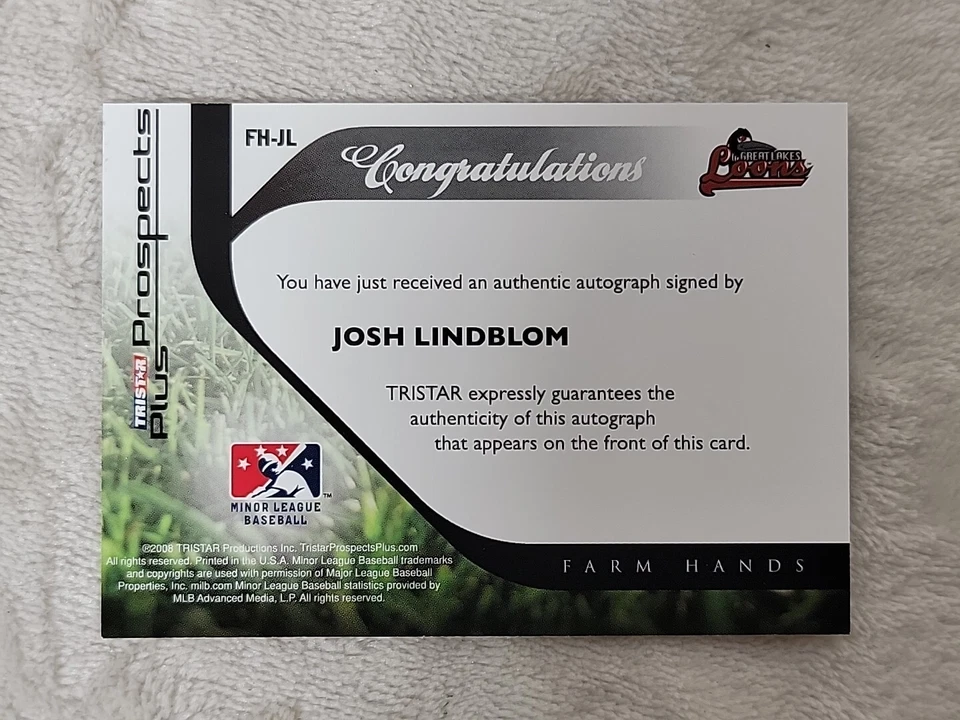 FH-JL
Congratulations
GREAT LAKES
Loons
TRISTAR Prospects
Plus
You have just received an authentic autograph signed by
JOSH LINDBLOM
TRISTAR expressly guarantees the
authenticity of this autograph
that appears on the front of this card.
MINOR LEAGUE ™
BASEBALL
©2008 TRISTAR Productions Inc. TristarProspectsPlus.com
All rights reserved. Printed in the U.S.A. Minor League Baseball trademarks
and copyrights are used with permission of Major League Baseball
Properties, Inc. milb.com Minor League Baseball statistics provided by
MLB Advanced Media, L.P. All rights reserved.
FARM HANDS